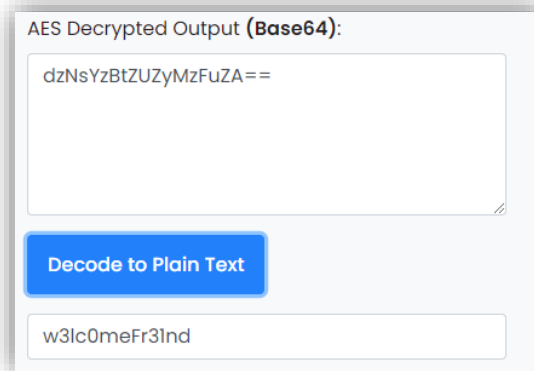 AES Decrypted Output (Base64):
dzNsYzBtZUZyMzFuZA==
Decode to Plain Text
w3lc0meFr31nd